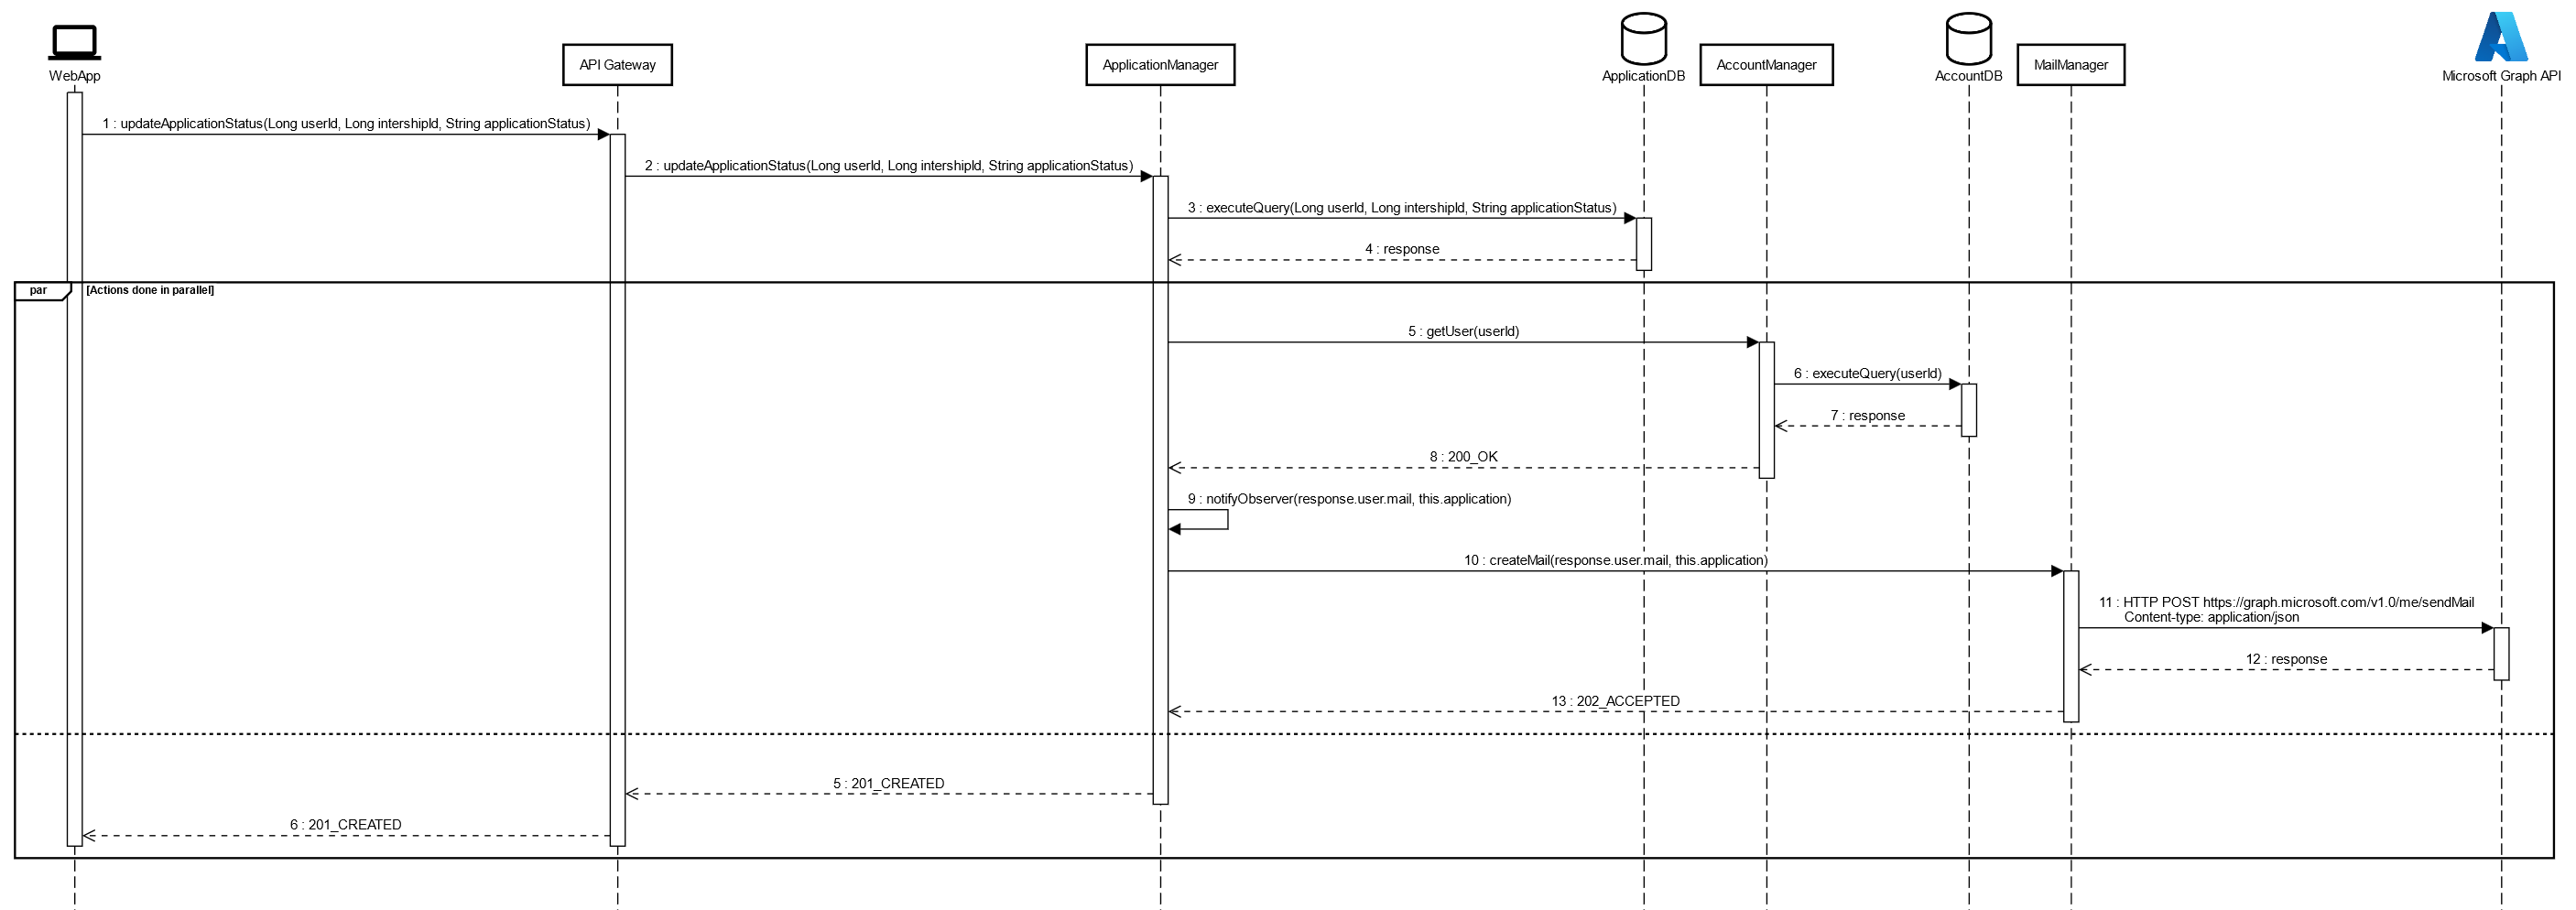 WebApp
API Gateway
ApplicationManager
ApplicationDB
AccountManager
AccountDB
MailManager
Microsoft Graph API
1 : updateApplicationStatus(Long userId, Long intershipId, String applicationStatus)
2 : updateApplicationStatus(Long userId, Long intershipId, String applicationStatus)
3 : executeQuery(Long userId, Long intershipId, String applicationStatus)
4 : response
par
[Actions done in parallel]
5 : getUser(userId)
6 : executeQuery(userId)
7 : response
8 : 200_OK
9 : notifyObserver(response.user.mail, this.application)
10 : createMail(response.user.mail, this.application)
11 : HTTP POST https://graph.microsoft.com/v1.0/me/sendMail
Content-type: application/json
12 : response
13 : 202_ACCEPTED
5 : 201_CREATED
6 : 201_CREATED